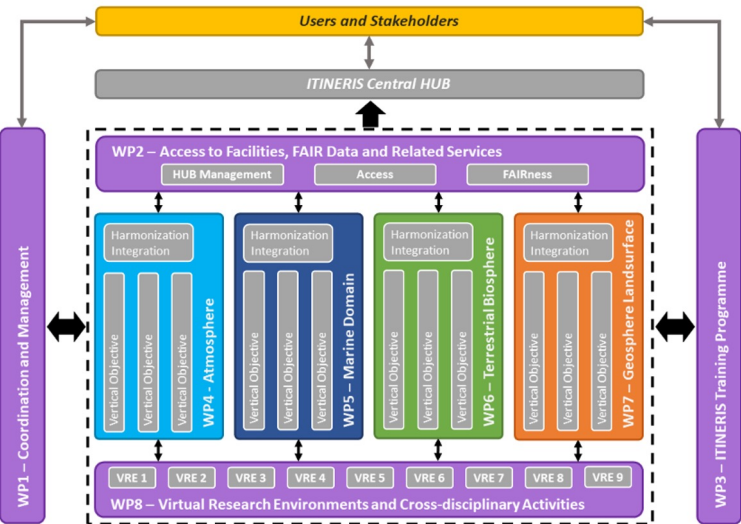 Users and Stakeholders
ITINERIS Central HUB
WP1 – Coordination and Management
WP2 – Access to Facilities, FAIR Data and Related Services
HUB Management
Access
FAIRness
Harmonization
Integration
Vertical Objective
Vertical Objective
Vertical Objective
WP4 - Atmosphere
Harmonization
Integration
Vertical Objective
Vertical Objective
Vertical Objective
WP5 – Marine Domain
Harmonization
Integration
Vertical Objective
Vertical Objective
Vertical Objective
WP6 – Terrestrial Biosphere
Harmonization
Integration
Vertical Objective
Vertical Objective
Vertical Objective
WP7 – Geosphere Landsurface
VRE 1
VRE 2
VRE 3
VRE 4
VRE 5
VRE 6
VRE 7
VRE 8
VRE 9
WP8 – Virtual Research Environments and Cross-disciplinary Activities
WP3 – ITINERIS Training Programme